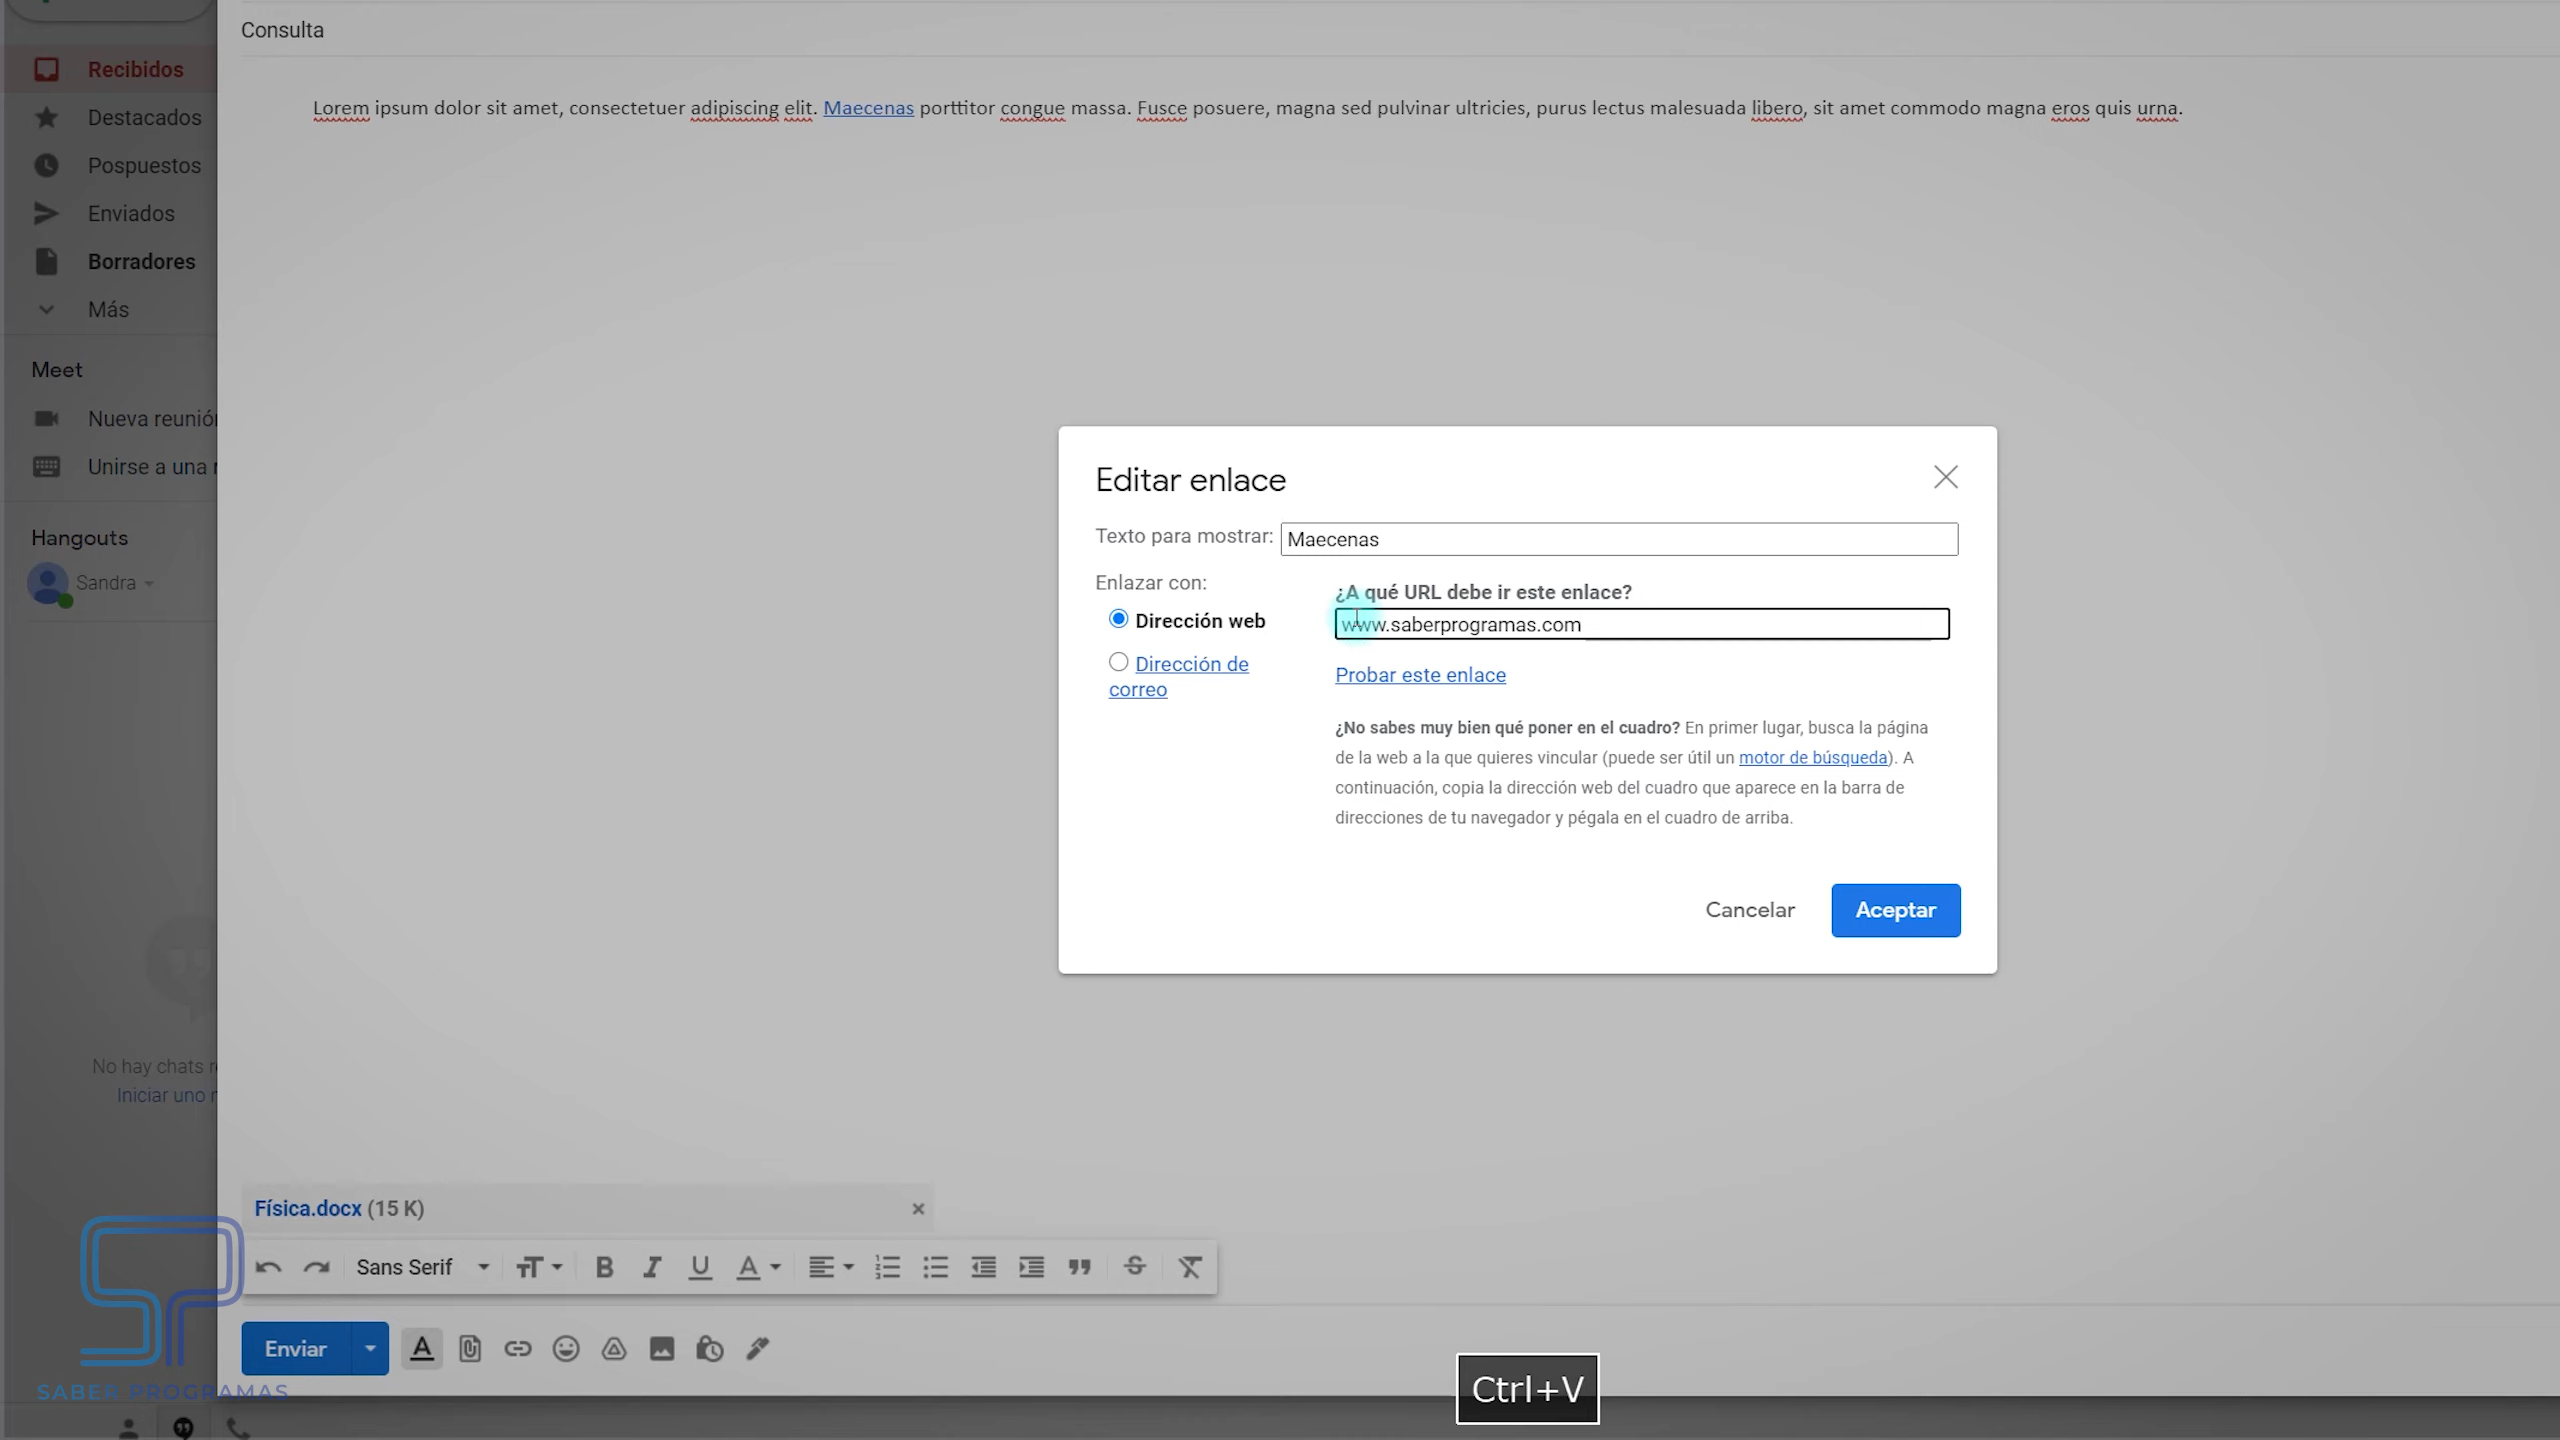 Consulta
Recibidos
Lorem ipsum dolor sit amet, consectetuer adipiscing elit. Maecenas porttitor congue massa. Fusce posuere, magna sed pulvinar ultricies, purus lectus malesuada libero, sit amet commodo magna eros quis urna.
Destacados
Pospuestos
Enviados
Borradores
Más
Meet
Nueva reunión
Unirse a una r
Hangouts
Sandra
No hay chats r
Iniciar uno n
Editar enlace
Texto para mostrar: Maecenas
Enlazar con:
¿A qué URL debe ir este enlace?
Dirección web
www.saberprogramas.com
Dirección de
correo
Probar este enlace
¿No sabes muy bien qué poner en el cuadro? En primer lugar, busca la página
de la web a la que quieres vincular (puede ser útil un motor de búsqueda). A
continuación, copia la dirección web del cuadro que aparece en la barra de
direcciones de tu navegador y pégala en el cuadro de arriba.
Cancelar
Aceptar
Física.docx (15 K)
Sans Serif
Enviar
SABER PROGRAMAS
Ctrl+V